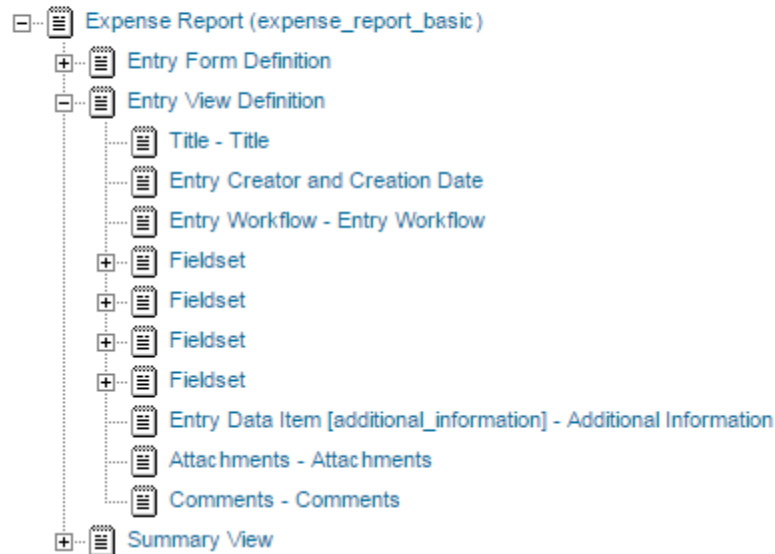 Expense Report (expense_report_basic)
Entry Form Definition
Entry View Definition
Title - Title
Entry Creator and Creation Date
Entry Workflow - Entry Workflow
Fieldset
Fieldset
Fieldset
Fieldset
Entry Data Item [additional_information] - Additional Information
Attachments - Attachments
Comments - Comments
Summary View